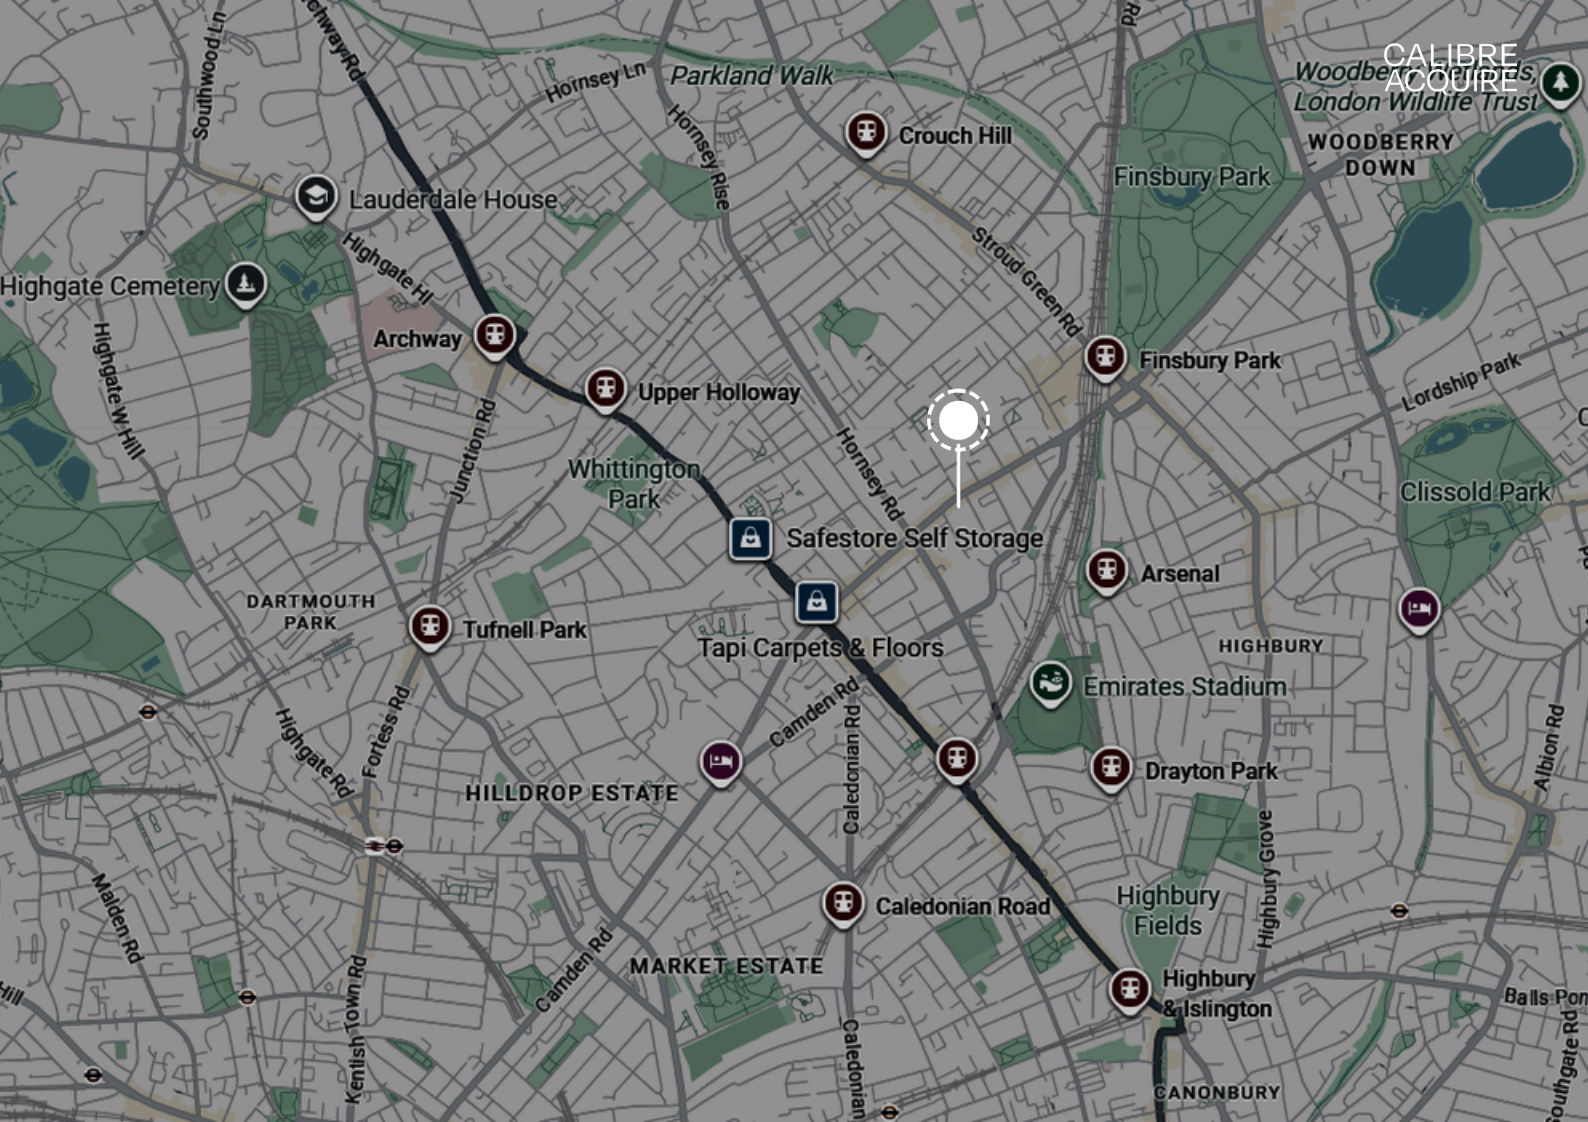 Archway Rd
Southwood Ln
Hornsey Ln
Parkland Walk
CALIBRE
ACQUIRE
London Wildlife Trust
WOODBERRY
DOWN
Hornsey Rise
Crouch Hill
Finsbury Park
Lauderdale House
Highgate Hl
Stroud Green Rd
Highgate Cemetery
Archway
Upper Holloway
Finsbury Park
Lordship Park
Highgate W Hill
Junction Rd
Whittington
Park
Hornsey Rd
Clissold Park
Safestore Self Storage
Arsenal
DARTMOUTH
PARK
Tufnell Park
Tapi Carpets & Floors
HIGHBURY
Emirates Stadium
Camden Rd
Caledonian Rd
Fortess Rd
Highgate Rd
Albion Rd
Drayton Park
HILLDROP ESTATE
Highbury Grove
Malden Rd
Caledonian Road
Highbury
Fields
Camden Rd
MARKET ESTATE
Highbury
& Islington
Hill
Kentish Town Rd
Caledonian
Balls Pon
Southgate Rd
CANONBURY